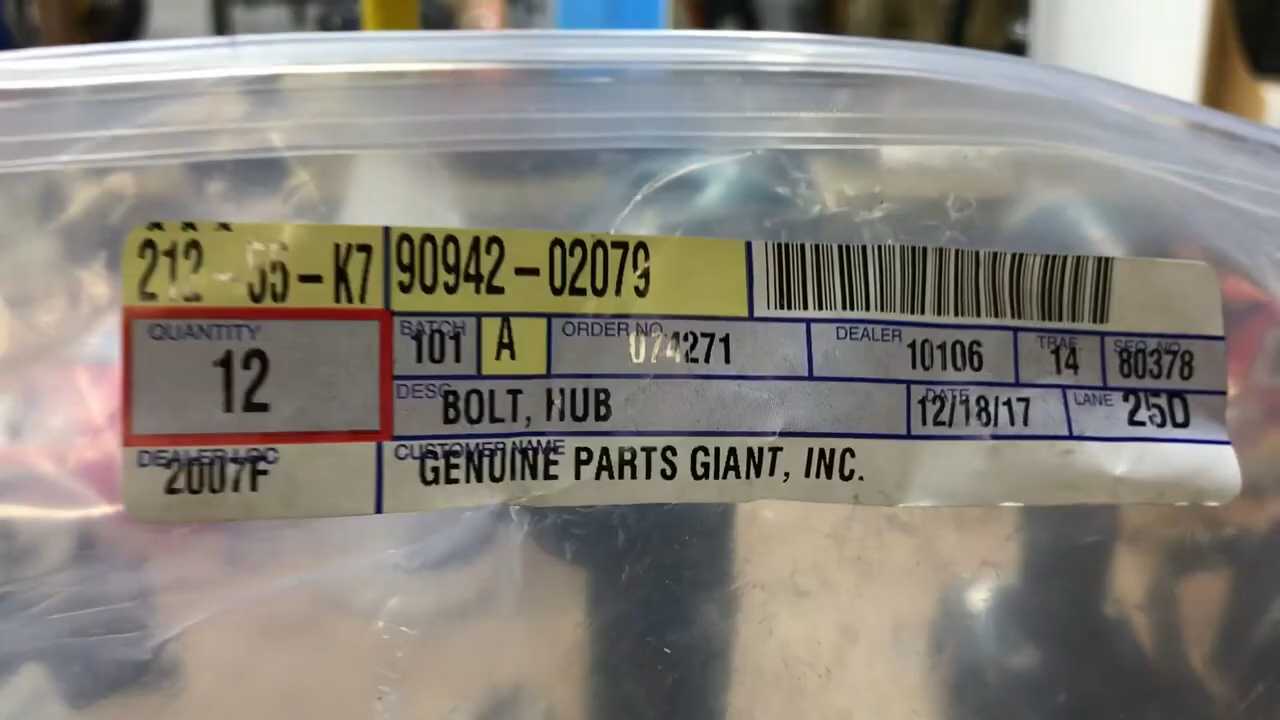 212-55-K7 90942-02079
QUANTITY BATCH ORDER NO. DEALER TRAE SEQ. NO.
12 101 A 074271 10106 14 80378
DESC BOLT, HUB DATE 12/18/17 LANE 25D
DEALER LOC CUSTOMER NAME
2007F GENUINE PARTS GIANT, INC.